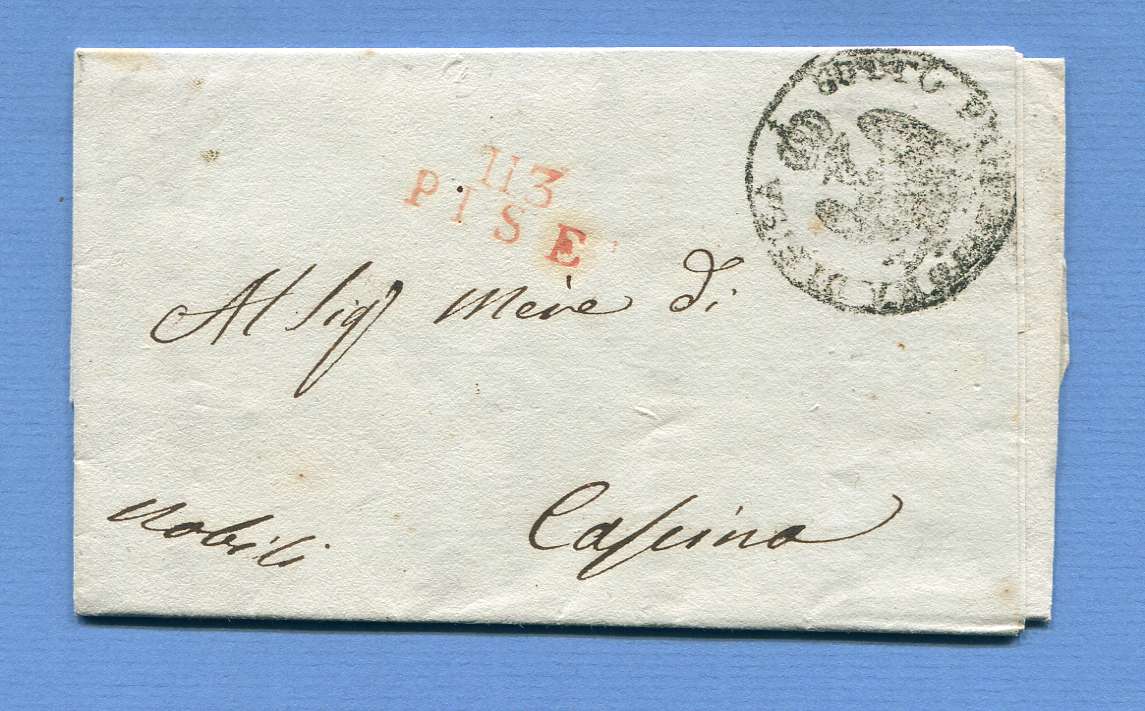 113
PISE
Al Sig Mere di
Cascina
Nobili